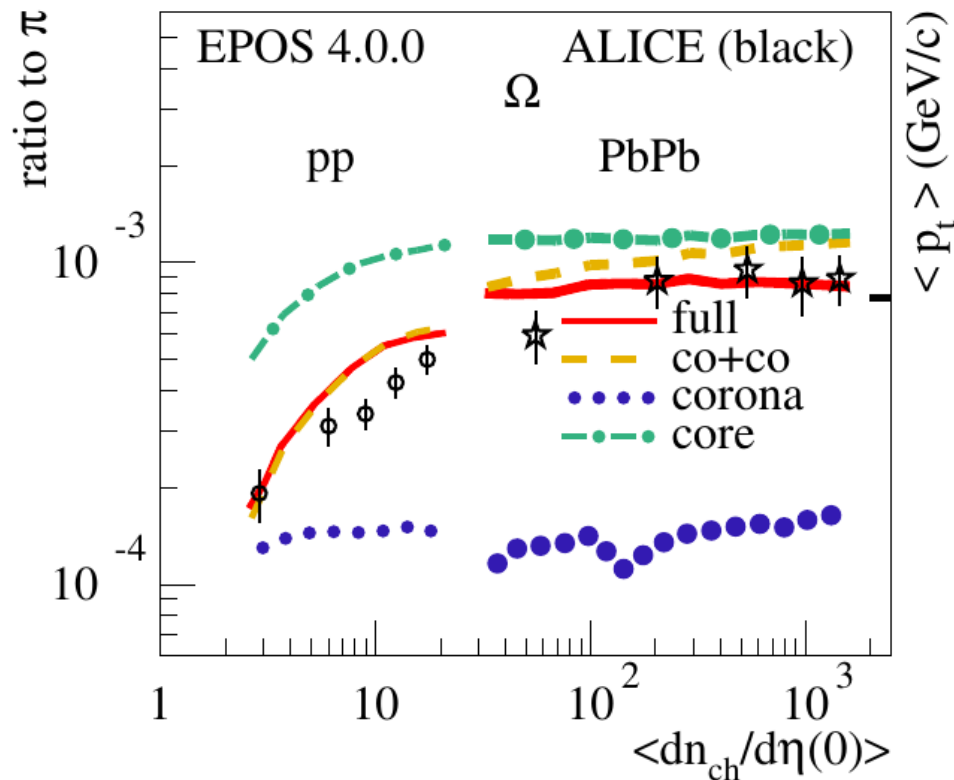 EPOS 4.0.0 ALICE (black)
Ω
pp PbPb
ratio to π
< p_t > (GeV/c)
10^-3
10^-4
full
co+co
corona
core
1 10 10^2 10^3
<dn_ch/dη(0)>